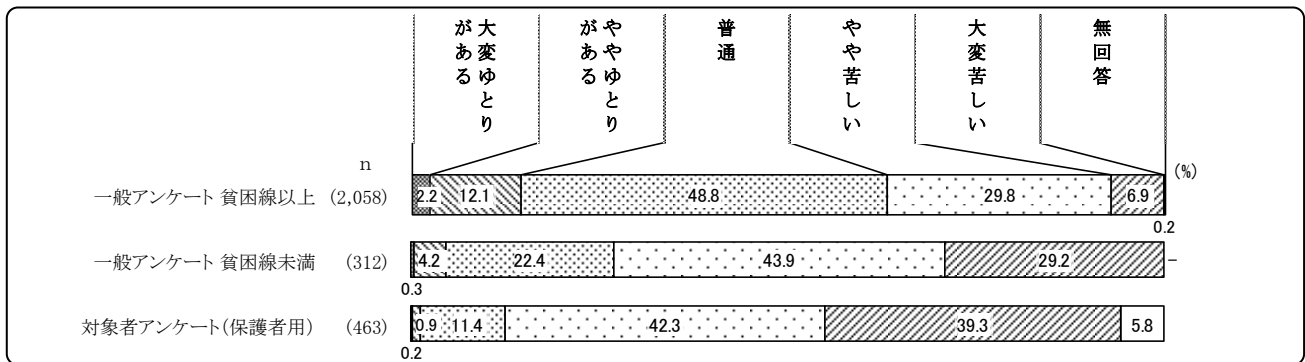 大変ゆとりがある
ややゆとりがある
普通
やや苦しい
大変苦しい
無回答
n
(%)
一般アンケート 貧困線以上 (2,058)
2.2 12.1 48.8 29.8 6.9
0.2
一般アンケート 貧困線未満 (312)
4.2 22.4 43.9 29.2 -
0.3
対象者アンケート(保護者用) (463)
0.9 11.4 42.3 39.3 5.8
0.2